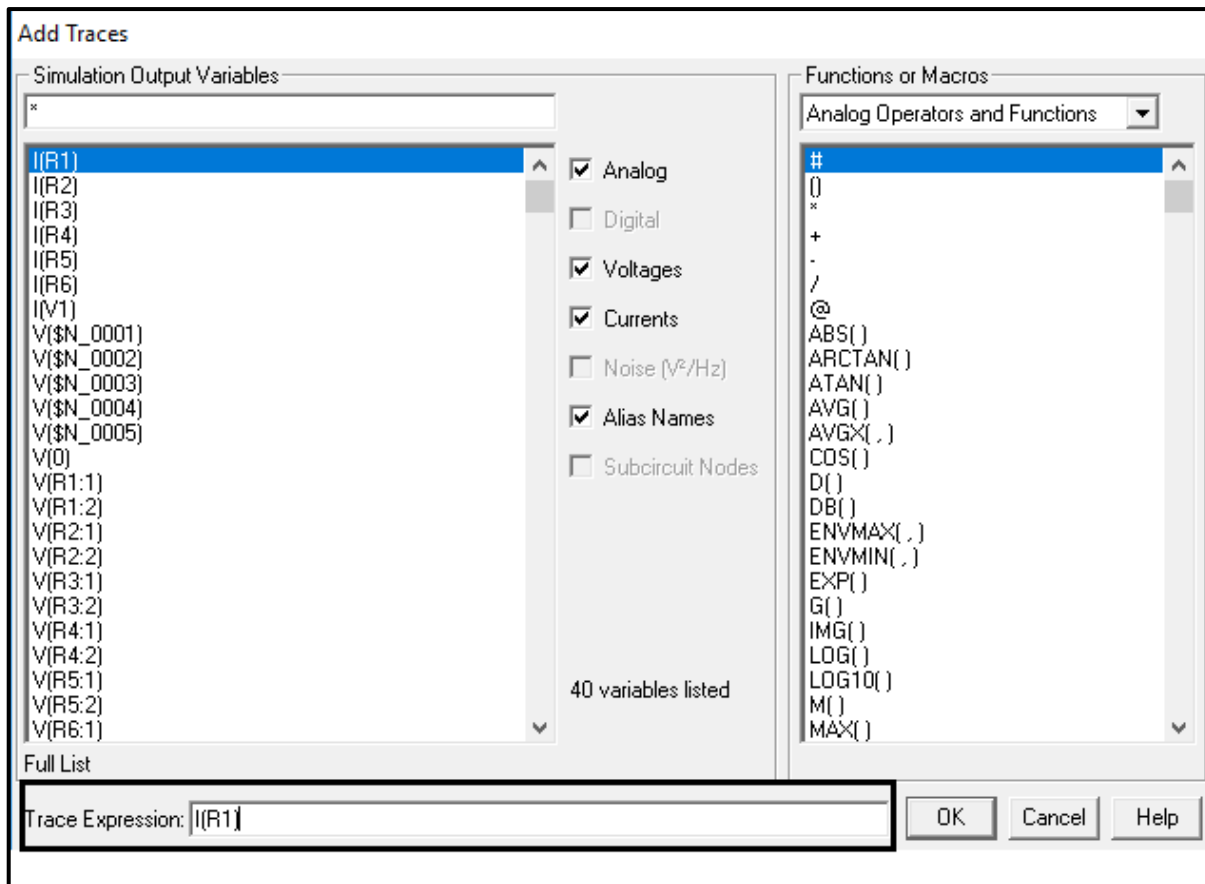 Add Traces
Simulation Output Variables
*
I(R1)
I(R2)
I(R3)
I(R4)
I(R5)
I(R6)
I(V1)
V($N_0001)
V($N_0002)
V($N_0003)
V($N_0004)
V($N_0005)
V(0)
V(R1:1)
V(R1:2)
V(R2:1)
V(R2:2)
V(R3:1)
V(R3:2)
V(R4:1)
V(R4:2)
V(R5:1)
V(R5:2)
V(R6:1)
Full List
Analog
Digital
Voltages
Currents
Noise (V²/Hz)
Alias Names
Subcircuit Nodes
40 variables listed
Functions or Macros
Analog Operators and Functions
#
()
*
+
-
/
@
ABS( )
ARCTAN( )
ATAN( )
AVG( )
AVGX( , )
COS( )
D( )
DB( )
ENVMAX( , )
ENVMIN( , )
EXP( )
G( )
IMG( )
LOG( )
LOG10( )
M( )
MAX( )
Trace Expression: I(R1)
OK
Cancel
Help